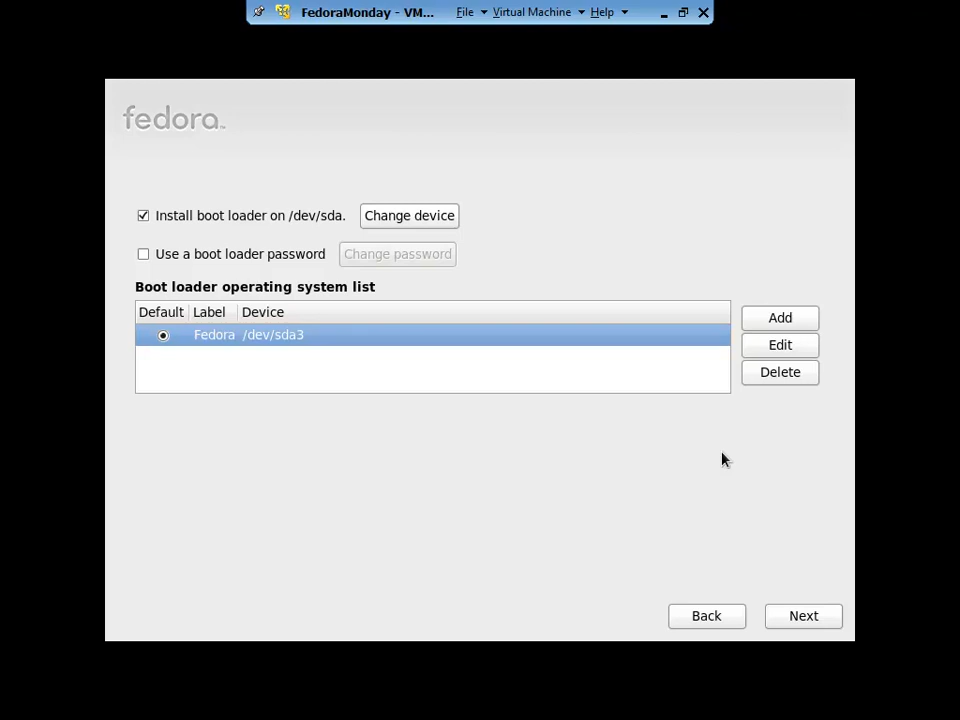 FedoraMonday - VM... File Virtual Machine Help
fedora™
Install boot loader on /dev/sda. Change device
Use a boot loader password Change password
Boot loader operating system list
Default Label Device
Fedora /dev/sda3
Add
Edit
Delete
Back Next